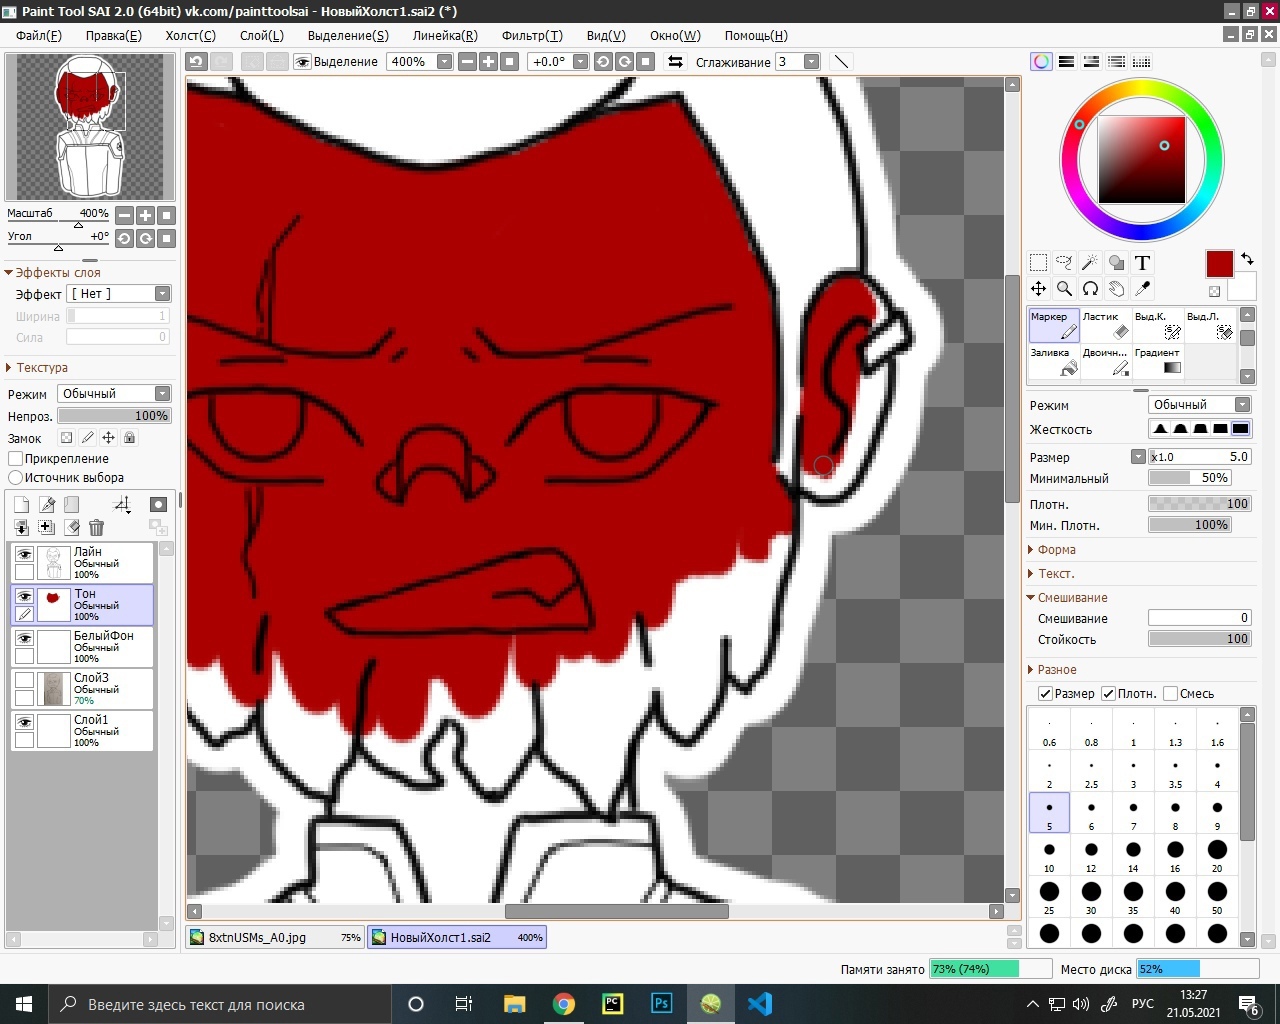 Paint Tool SAI 2.0 (64bit) vk.com/painttoolsai - НовыйХолст1.sai2 (*)
Файл(F) Правка(E) Холст(C) Слой(L) Выделение(S) Линейка(R) Фильтр(T) Вид(V) Окно(W) Помощь(H)
Выделение 400% +0.0° Сглаживание 3
Масштаб 400%
Угол +0°
Эффекты слоя
Эффект [ Нет ]
Ширина 1
Сила 0
Текстура
Режим Обычный
Непроз. 100%
Замок
Прикрепление
Источник выбора
Лайн
Обычный
100%
Тон
Обычный
100%
БелыйФон
Обычный
100%
Слой3
Обычный
70%
Слой1
Обычный
100%
T
Маркер Ластик Выд.К. Выд.Л.
Заливка Двоичн... Градиент
Режим Обычный
Жесткость
Размер x1.0 5.0
Минимальный 50%
Плотн. 100
Мин. Плотн. 100%
Форма
Текст.
Смешивание
Смешивание 0
Стойкость 100
Разное
Размер Плотн. Смесь
0.6 0.8 1 1.3 1.6
2 2.5 3 3.5 4
5 6 7 8 9
10 12 14 16 20
25 30 35 40 50
8xtnUSMs_A0.jpg 75% НовыйХолст1.sai2 400%
Памяти занято 73% (74%) Место диска 52%
Введите здесь текст для поиска
PC
Ps
РУС
13:27
21.05.2021
6